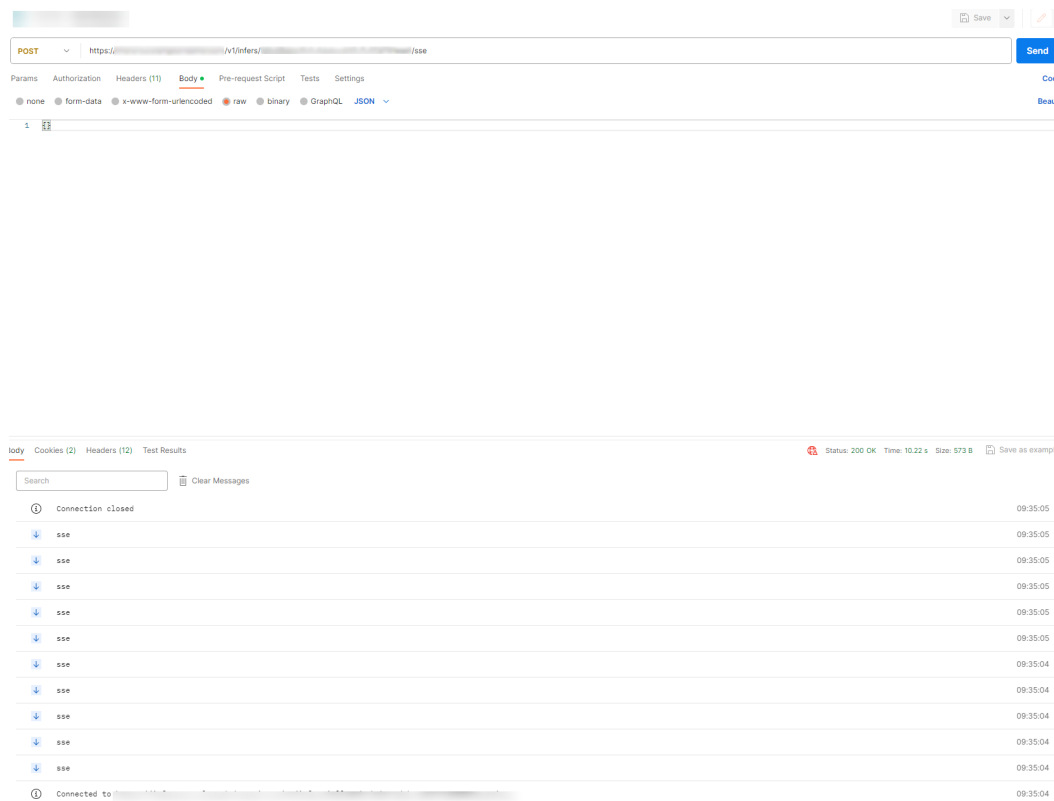 Save
POST https:// /v1/infers/ /sse Send
Params Authorization Headers (11) Body Pre-request Script Tests Settings
none form-data x-www-form-urlencoded raw binary GraphQL JSON
1 {}
Cookies (2) Headers (12) Test Results Status: 200 OK Time: 10.22 s Size: 573 B Save as
Search Clear Messages
Connection closed 09:35:05
sse 09:35:05
sse 09:35:05
sse 09:35:05
sse 09:35:05
sse 09:35:05
sse 09:35:04
sse 09:35:04
sse 09:35:04
sse 09:35:04
sse 09:35:04
Connected to 09:35:04